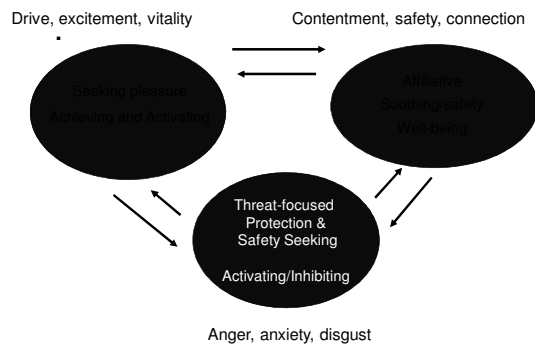 Drive, excitement, vitality
Contentment, safety, connection
Seeking pleasure
Achieving and Activating
Affiliative
Soothing/safety
Well-being
Threat-focused
Protection &
Safety Seeking
Activating/Inhibiting
Anger, anxiety, disgust